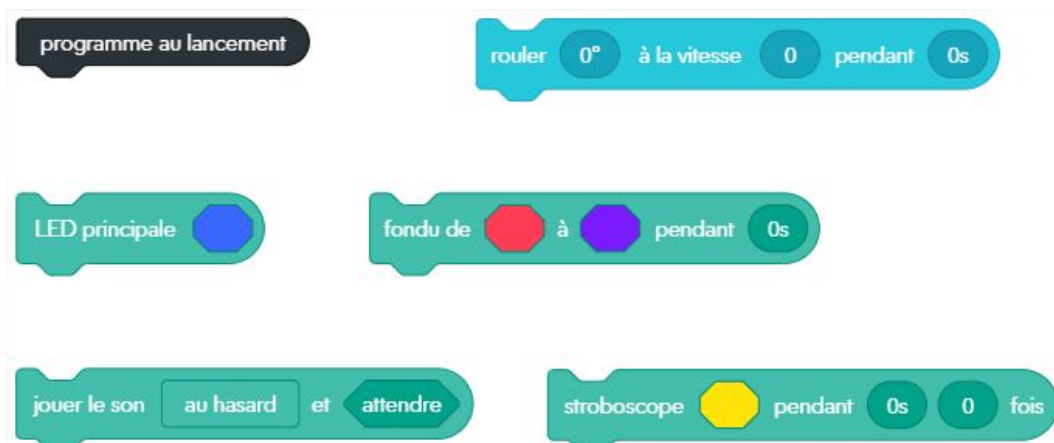 programme au lancement
rouler 0° à la vitesse 0 pendant 0s
LED principale
fondu de à pendant 0s
jouer le son au hasard et attendre
stroboscope pendant 0s 0 fois